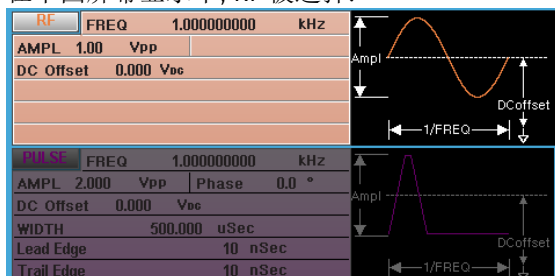 RF FREQ 1.000000000 kHz
AMPL 1.00 Vpp
DC Offset 0.000 VDC
Ampl
DCoffset
1/FREQ
PULSE FREQ 1.000000000 kHz
AMPL 2.000 Vpp Phase 0.0 °
DC Offset 0.000 VDC
WIDTH 500.000 uSec
Lead Edge 10 nSec
Trail Edge 10 nSec
Ampl
DCoffset
1/FREQ